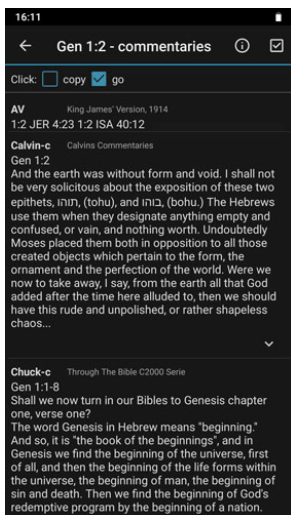 16:11
Gen 1:2 - commentaries
Click: copy go
AV King James' Version, 1914
1:2 JER 4:23 1:2 ISA 40:12
Calvin-c Calvins Commentaries
Gen 1:2
And the earth was without form and void. I shall not
be very solicitous about the exposition of these two
epithets, תוהו, (tohu), and בוהו, (bohu.) The Hebrews
use them when they designate anything empty and
confused, or vain, and nothing worth. Undoubtedly
Moses placed them both in opposition to all those
created objects which pertain to the form, the
ornament and the perfection of the world. Were we
now to take away, I say, from the earth all that God
added after the time here alluded to, then we should
have this rude and unpolished, or rather shapeless
chaos...
Chuck-c Through The Bible C2000 Serie
Gen 1:1-8
Shall we now turn in our Bibles to Genesis chapter
one, verse one?
The word Genesis in Hebrew means "beginning."
And so, it is "the book of the beginnings", and in
Genesis we find the beginning of the universe, first
of all, and then the beginning of the life forms within
the universe, the beginning of man, the beginning of
sin and death. Then we find the beginning of God's
redemptive program by the beginning of a nation.